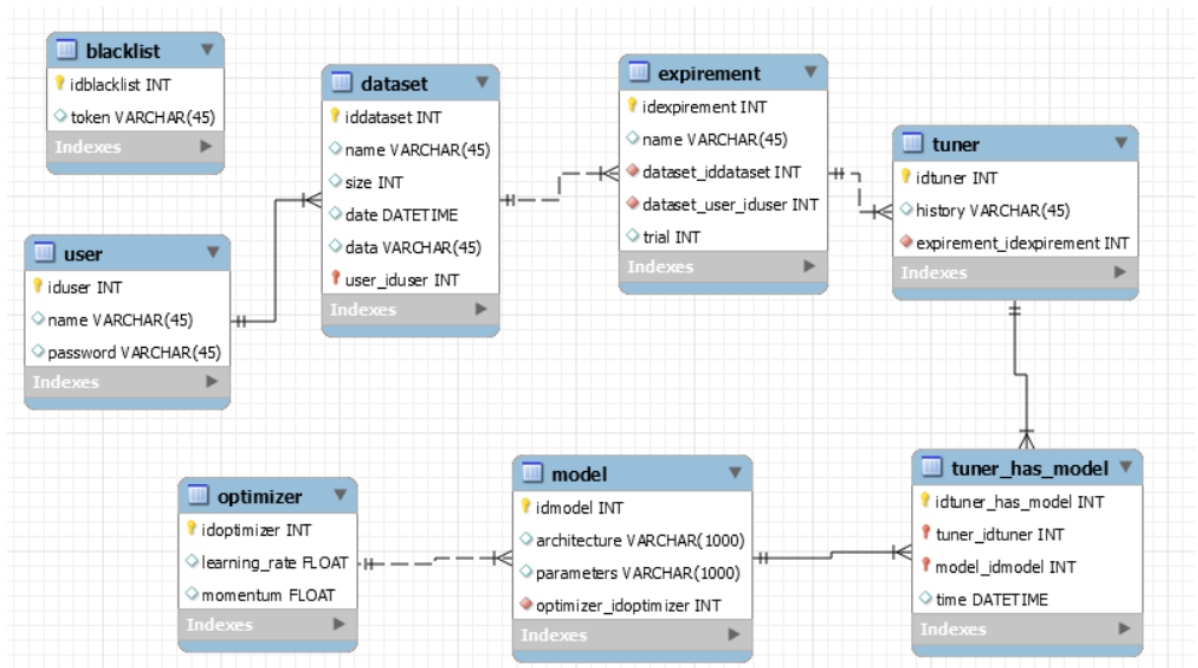 blacklist
idblacklist INT
token VARCHAR(45)
Indexes
dataset
iddataset INT
name VARCHAR(45)
size INT
date DATETIME
data VARCHAR(45)
user_iduser INT
Indexes
expirement
idexpirement INT
name VARCHAR(45)
dataset_iddataset INT
dataset_user_iduser INT
trial INT
Indexes
tuner
idtuner INT
history VARCHAR(45)
expirement_idexpirement INT
Indexes
user
iduser INT
name VARCHAR(45)
password VARCHAR(45)
Indexes
optimizer
idoptimizer INT
learning_rate FLOAT
momentum FLOAT
Indexes
model
idmodel INT
architecture VARCHAR(1000)
parameters VARCHAR(1000)
optimizer_idoptimizer INT
Indexes
tuner_has_model
idtuner_has_model INT
tuner_idtuner INT
model_idmodel INT
time DATETIME
Indexes